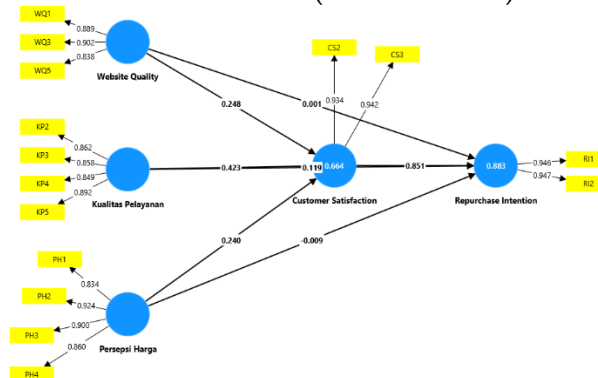 WQ1
WQ3
WQ5
0.889
0.902
0.838
Website Quality
CS2
CS3
0.934
0.942
0.248
0.001
KP2
KP3
KP4
KP5
0.862
0.858
0.849
0.892
Kualitas Pelayanan
0.423
0.119
0.664
Customer Satisfaction
0.851
0.883
Repurchase Intention
0.946
0.947
RI1
RI2
0.240
-0.009
PH1
PH2
PH3
PH4
0.834
0.924
0.900
0.860
Persepsi Harga